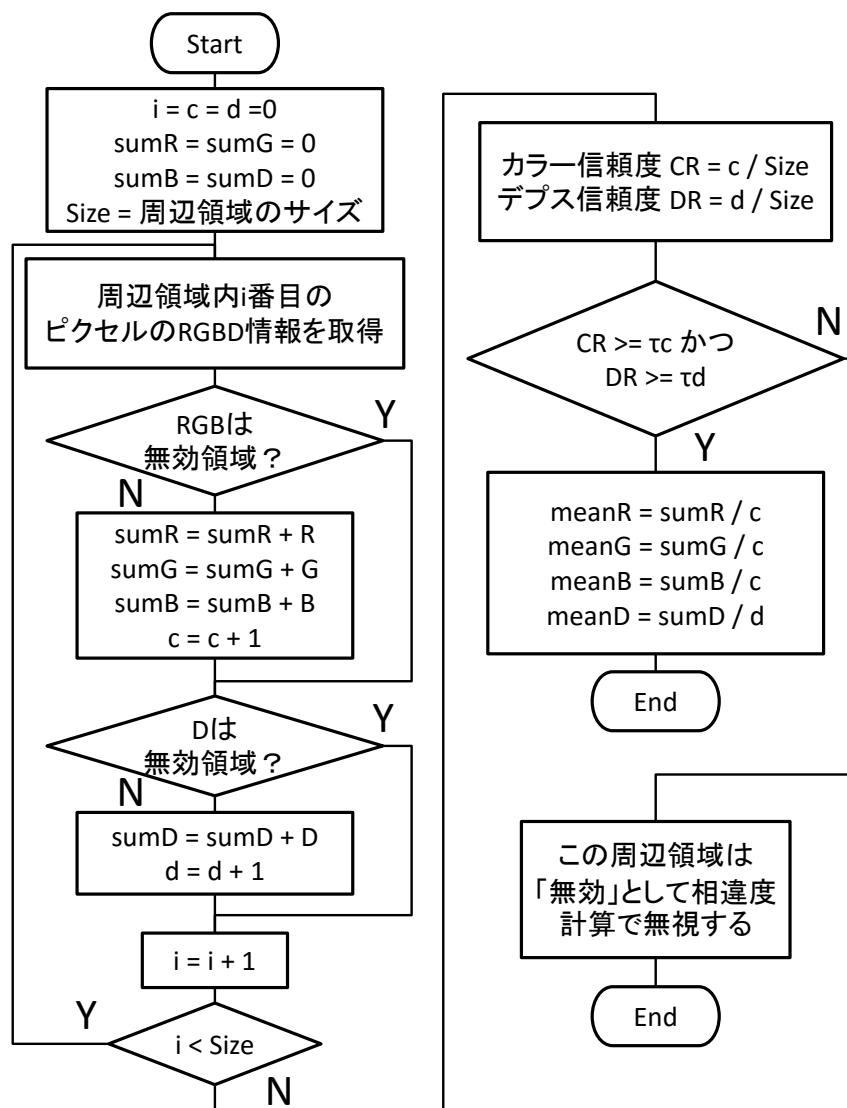 Start
i = c = d =0
sumR = sumG = 0
sumB = sumD = 0
Size = 周辺領域のサイズ
周辺領域内i番目の
ピクセルのRGBD情報を取得
RGBは
無効領域？
Y
N
sumR = sumR + R
sumG = sumG + G
sumB = sumB + B
c = c + 1
Dは
無効領域？
Y
N
sumD = sumD + D
d = d + 1
i = i + 1
i < Size
Y
N
カラー信頼度 CR = c / Size
デプス信頼度 DR = d / Size
CR >= τc かつ
DR >= τd
N
Y
meanR = sumR / c
meanG = sumG / c
meanB = sumB / c
meanD = sumD / d
End
この周辺領域は
「無効」として相違度
計算で無視する
End